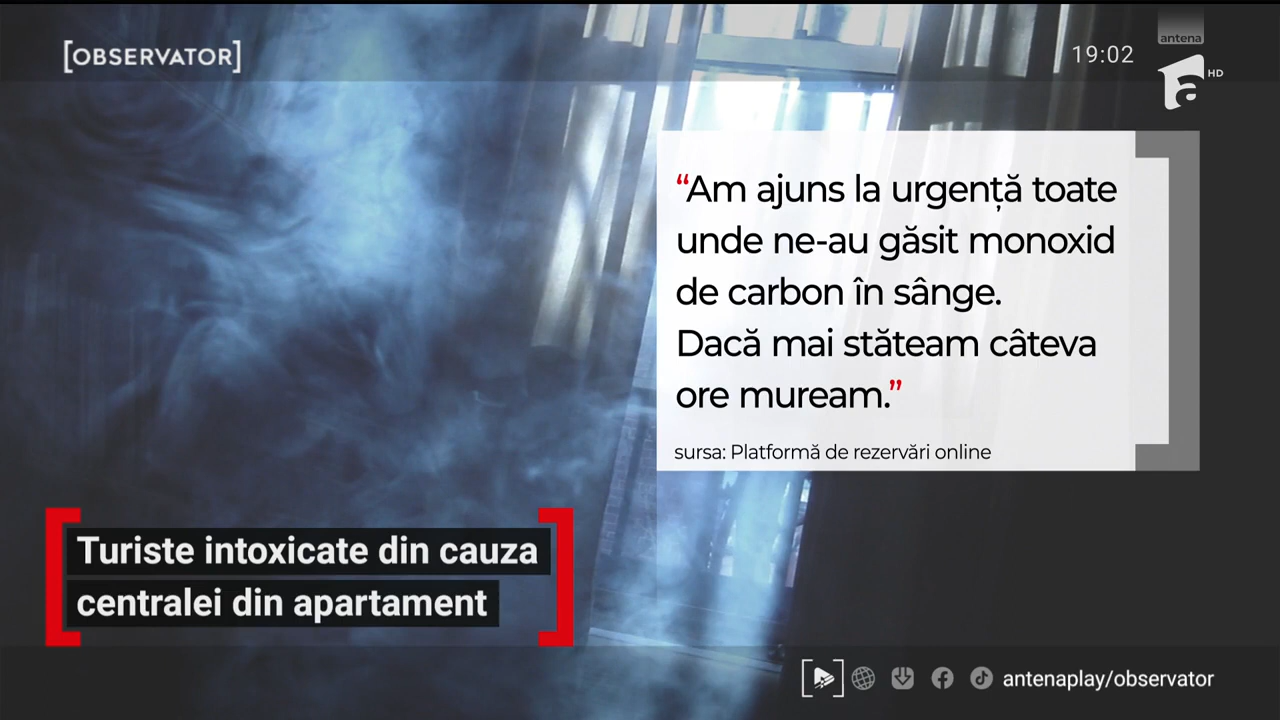 [OBSERVATOR]
19:02
antena
HD
“Am ajuns la urgență toate
unde ne-au găsit monoxid
de carbon în sânge.
Dacă mai stăteam câteva
ore muream.”
sursa: Platformă de rezervări online
Turiste intoxicate din cauza
centralei din apartament
antenaplay/observator